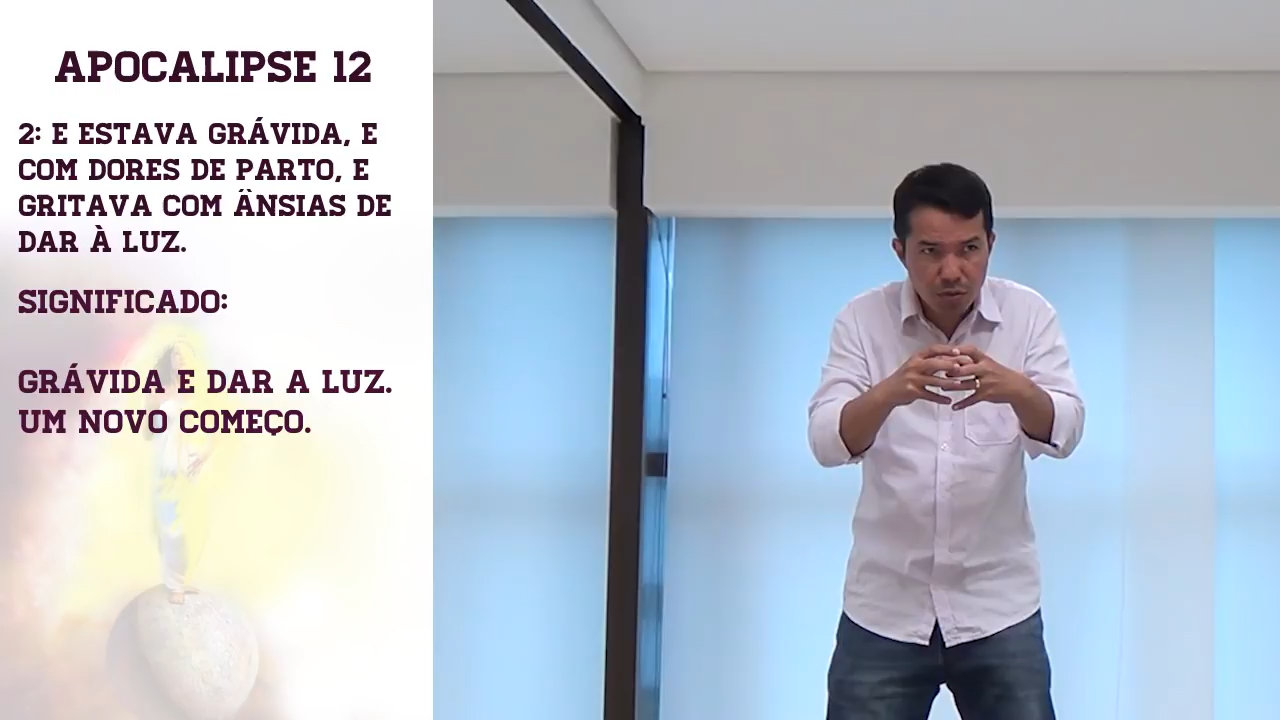 APOCALIPSE 12
2: E ESTAVA GRÁVIDA, E
COM DORES DE PARTO, E
GRITAVA COM ÂNSIAS DE
DAR À LUZ.
SIGNIFICADO:
GRÁVIDA E DAR A LUZ.
UM NOVO COMEÇO.